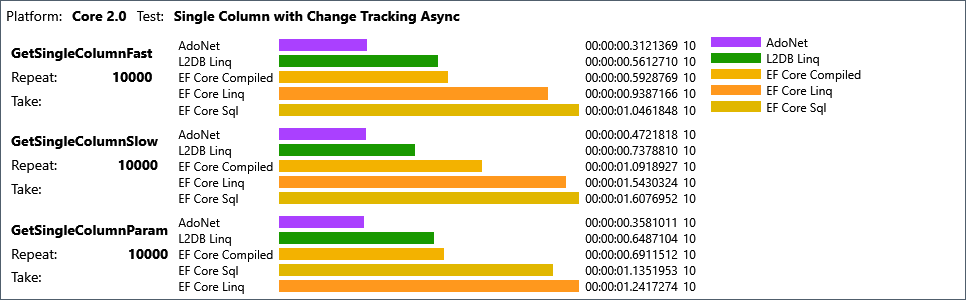 Platform: Core 2.0 Test: Single Column with Change Tracking Async
GetSingleColumnFast
Repeat: 10000
Take:
AdoNet 00:00:00.3121369 10
L2DB Linq 00:00:00.5612710 10
EF Core Compiled 00:00:00.5928769 10
EF Core Linq 00:00:00.9387166 10
EF Core Sql 00:00:01.0461848 10
AdoNet
L2DB Linq
EF Core Compiled
EF Core Linq
EF Core Sql
GetSingleColumnSlow
Repeat: 10000
Take:
AdoNet 00:00:00.4721818 10
L2DB Linq 00:00:00.7378810 10
EF Core Compiled 00:00:01.0918927 10
EF Core Linq 00:00:01.5430324 10
EF Core Sql 00:00:01.6076952 10
GetSingleColumnParam
Repeat: 10000
Take:
AdoNet 00:00:00.3581011 10
L2DB Linq 00:00:00.6487104 10
EF Core Compiled 00:00:00.6911512 10
EF Core Sql 00:00:01.1351953 10
EF Core Linq 00:00:01.2417274 10